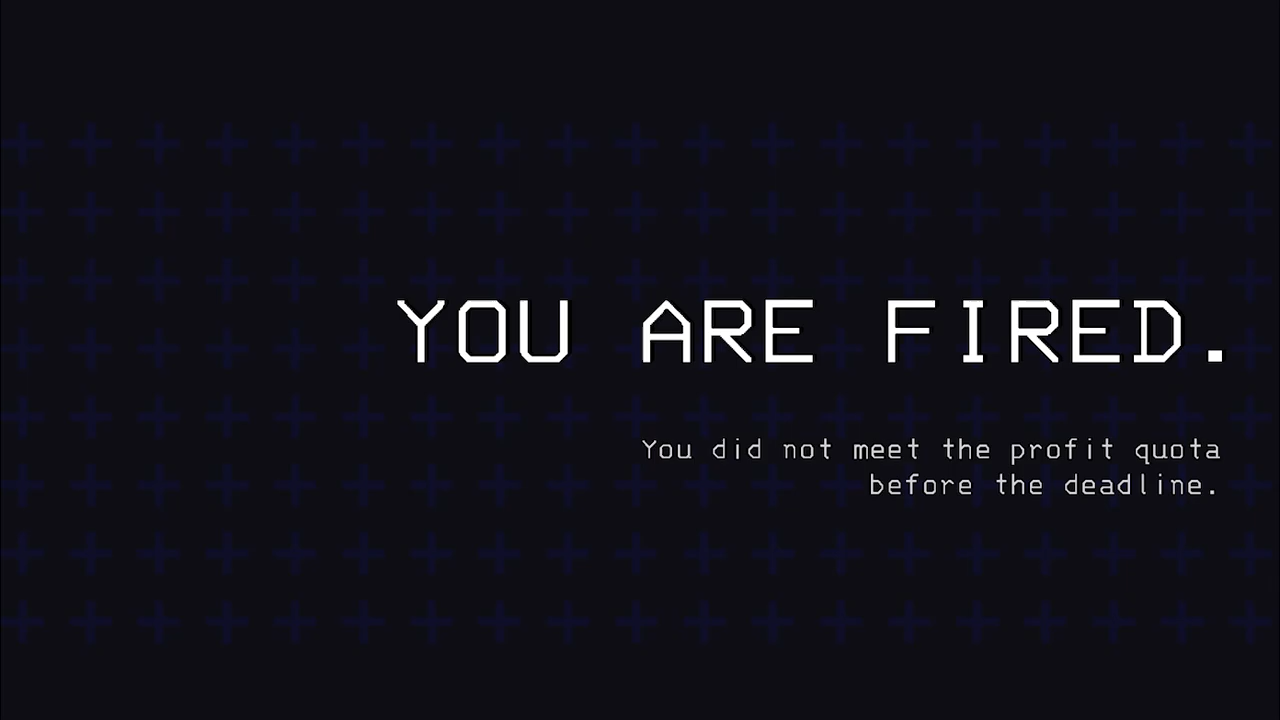 YOU ARE FIRED.
You did not meet the profit quota
before the deadline.